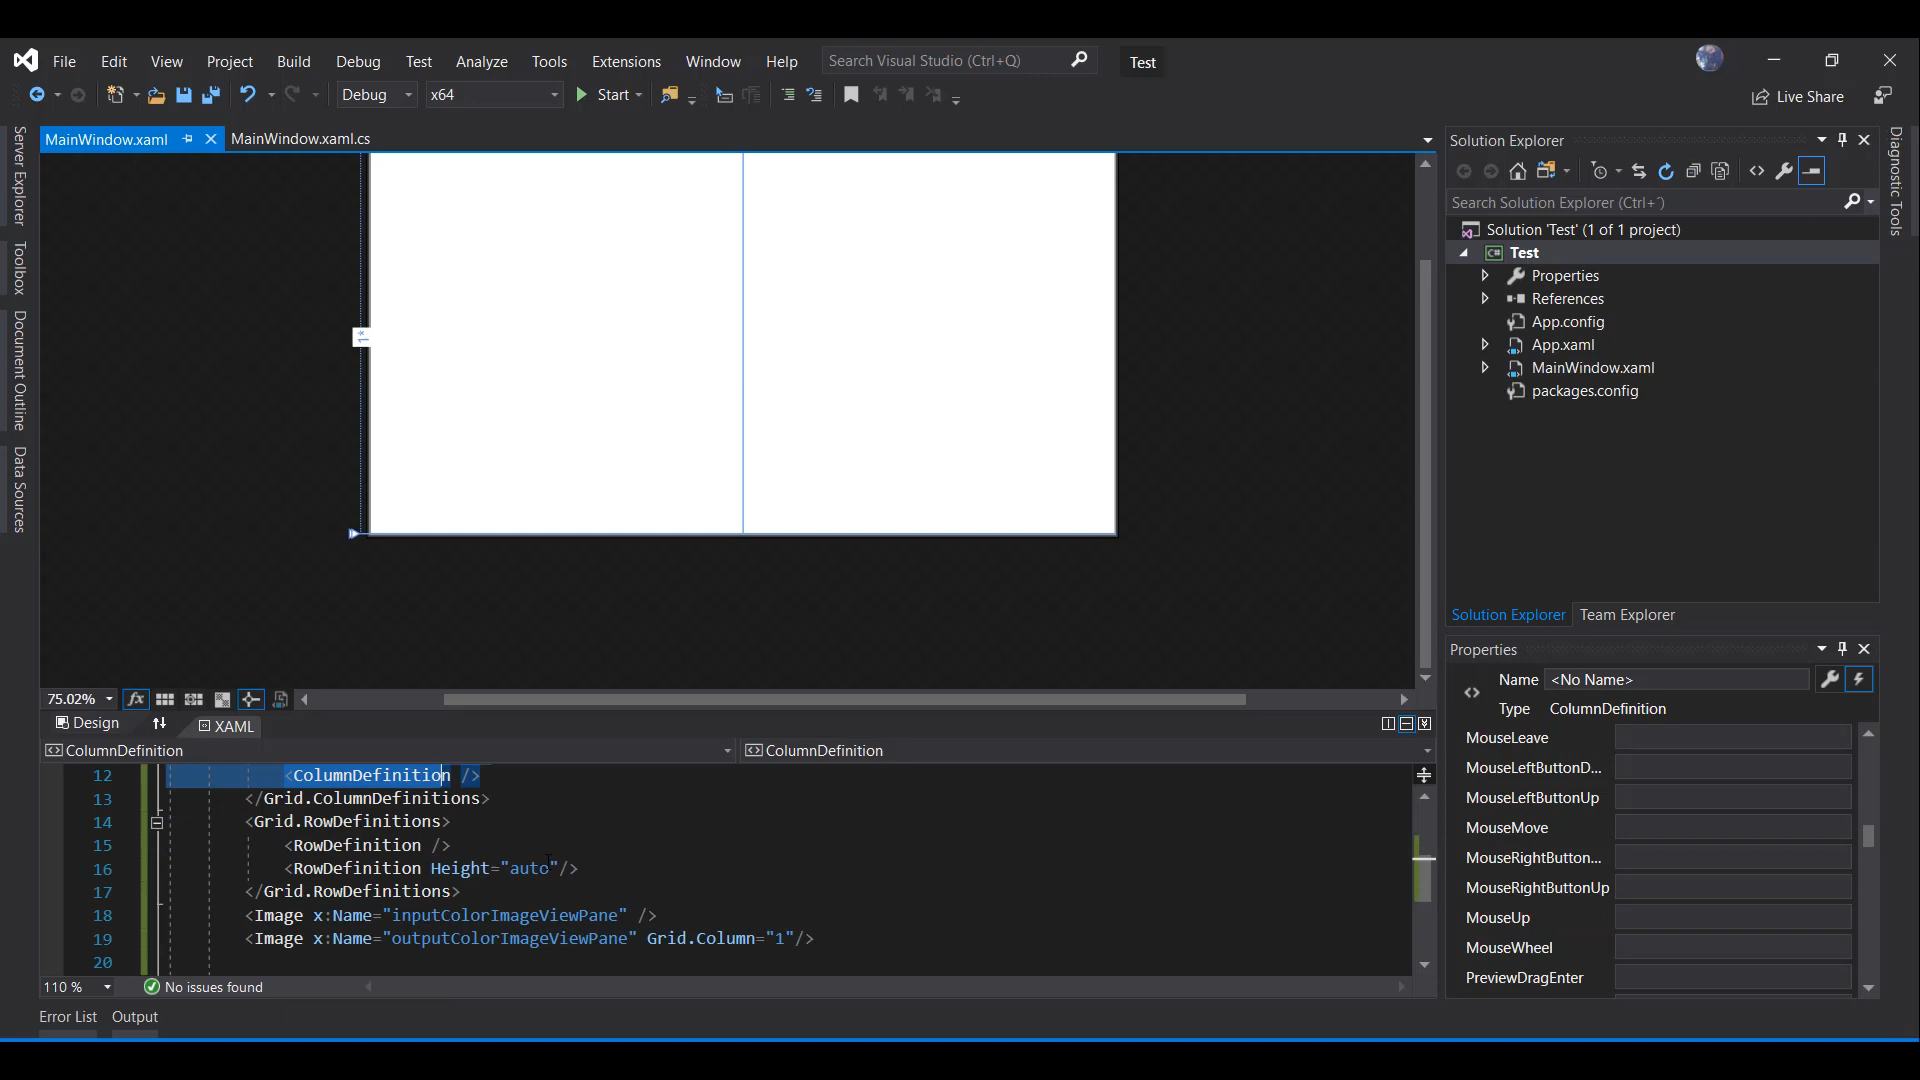 File Edit View Project Build Debug Test Analyze Tools Extensions Window Help Search Visual Studio (Ctrl+Q) Test
Debug x64 Start Live Share
MainWindow.xaml MainWindow.xaml.cs
Server Explorer
Toolbox
Document Outline
Data Sources
Solution Explorer
Search Solution Explorer (Ctrl+´)
Solution 'Test' (1 of 1 project)
C# Test
Properties
References
App.config
App.xaml
MainWindow.xaml
packages.config
Solution Explorer Team Explorer
Diagnostic Tools
1*
75.02% fx
Design XAML
ColumnDefinition ColumnDefinition
12 <ColumnDefinition />
13 </Grid.ColumnDefinitions>
14 <Grid.RowDefinitions>
15 <RowDefinition />
16 <RowDefinition Height="auto"/>
17 </Grid.RowDefinitions>
18 <Image x:Name="inputColorImageViewPane" />
19 <Image x:Name="outputColorImageViewPane" Grid.Column="1"/>
20
110 % No issues found
Properties
Name <No Name>
Type ColumnDefinition
MouseLeave
MouseLeftButtonD...
MouseLeftButtonUp
MouseMove
MouseRightButton...
MouseRightButtonUp
MouseUp
MouseWheel
PreviewDragEnter
Error List Output